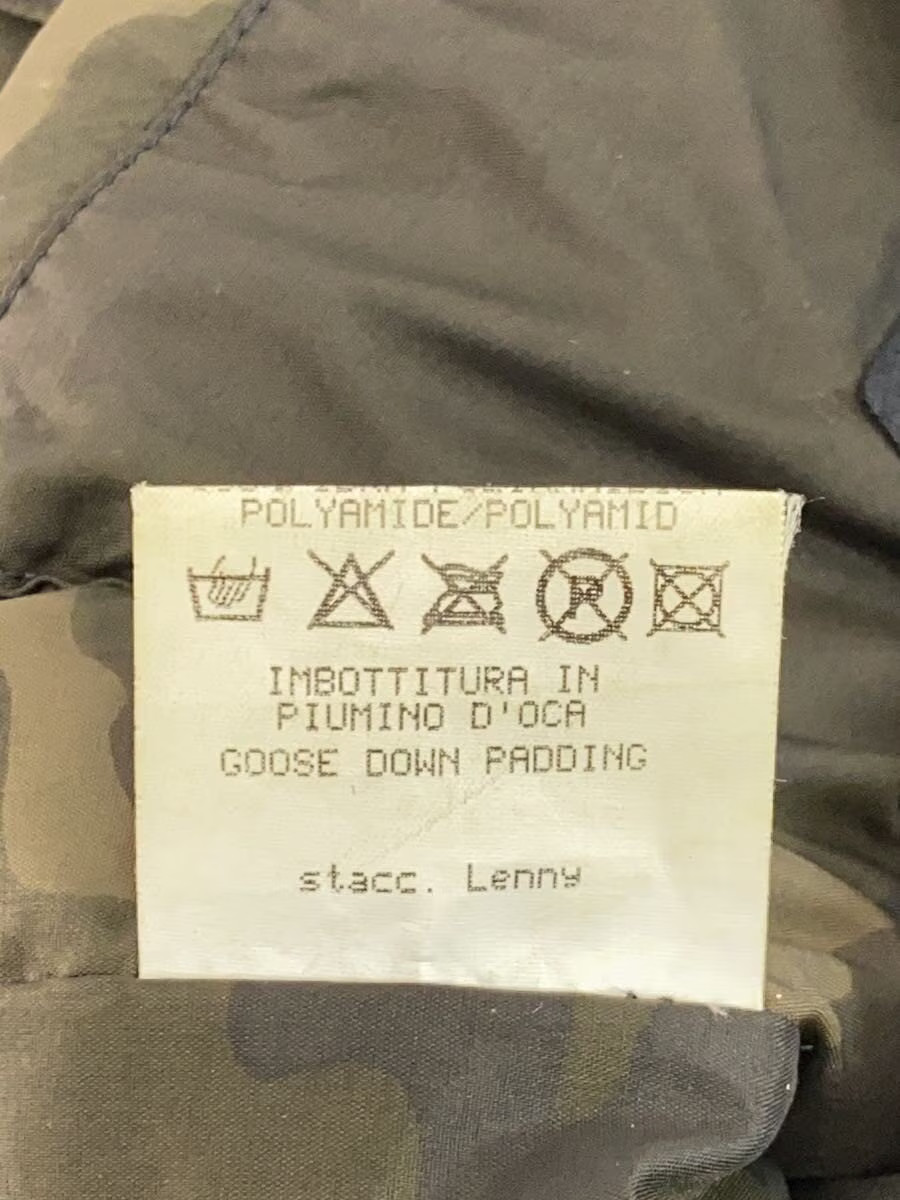 POLYAMIDE/POLYAMID
P
IMBOTTITURA IN
PIUMINO D'OCA
GOOSE DOWN PADDING
stacc. Lenny